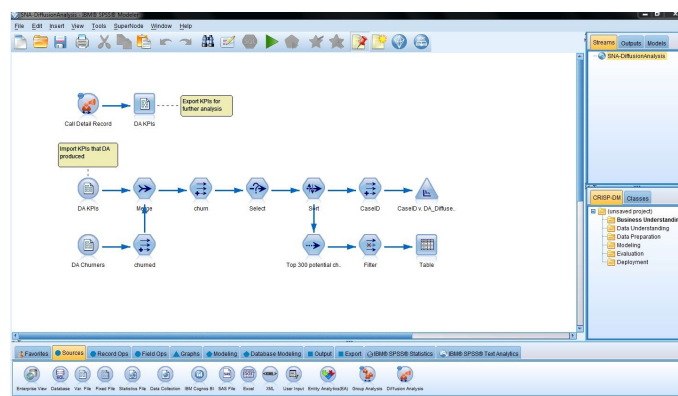 SNA-DiffusionAnalysis - IBM® SPSS® Modeler
File Edit Insert View Tools SuperNode Window Help
Streams Outputs Models
SNA-DiffusionAnalysis
Export KPIs for
further analysis
Call Detail Record DA KPIs
Import KPIs that DA
produced
DA KPIs Merge churn Select Sort CaseID CaseID v. DA_Diffuse..
DA Churners churned Top 300 potential ch.. Filter Table
CRISP-DM Classes
(unsaved project)
Business Understandin
Data Understanding
Data Preparation
Modeling
Evaluation
Deployment
Favorites Sources Record Ops Field Ops Graphs Modeling Database Modeling Output Export IBM® SPSS® Statistics IBM® SPSS® Text Analytics
Enterprise View Database Var. File Fixed File Statistics File Data Collection IBM Cognos BI SAS File Excel XML User Input Entity Analytics(EA) Group Analysis Diffusion Analysis